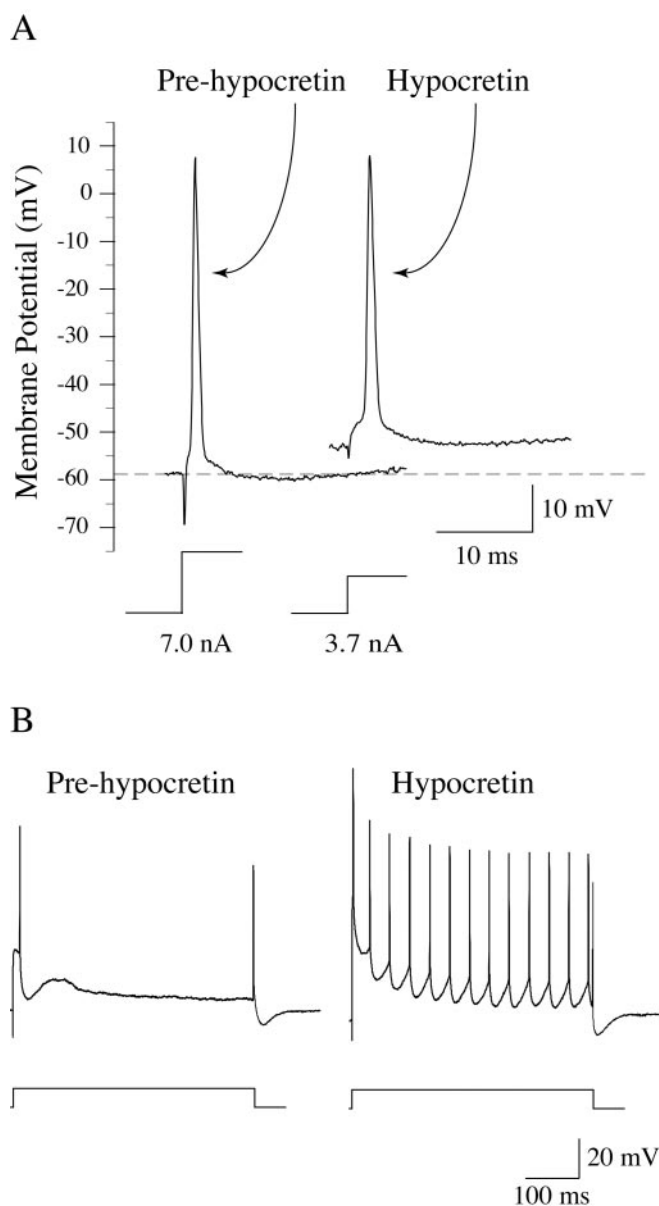 A
Pre-hypocretin Hypocretin
Membrane Potential (mV)
10
0
-10
-20
-30
-40
-50
-60
-70
10 mV
10 ms
7.0 nA 3.7 nA
B
Pre-hypocretin Hypocretin
20 mV
100 ms